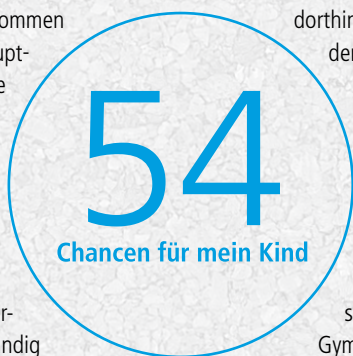 ommen
dorthin
upt-
der
e
54
Chancen für mein Kind
r-
s
ndig
Gym